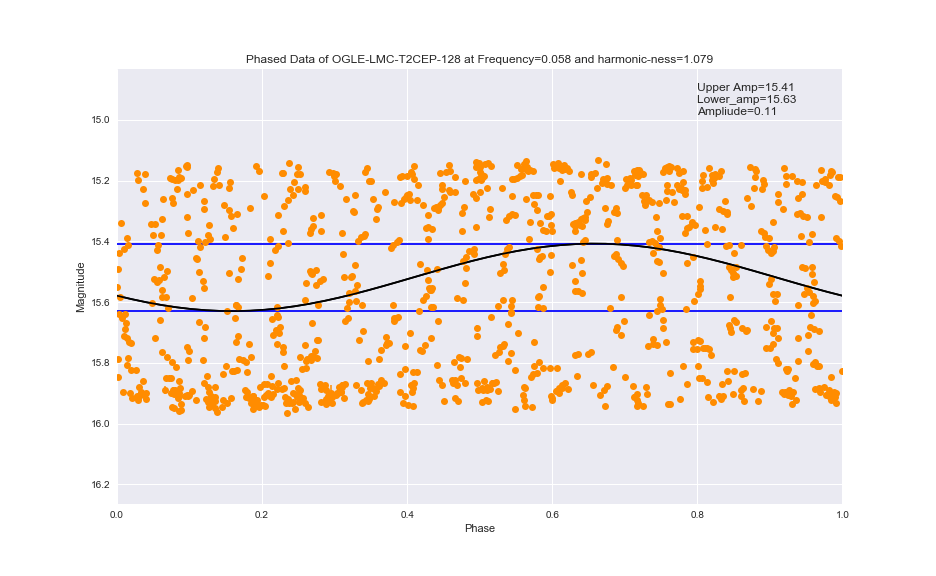 Phased Data of OGLE-LMC-T2CEP-128 at Frequency=0.058 and harmonic-ness=1.079
Upper Amp=15.41
Lower_amp=15.63
Ampliude=0.11
15.0
15.2
15.4
15.6
15.8
16.0
16.2
Magnitude
0.0 0.2 0.4 0.6 0.8 1.0
Phase